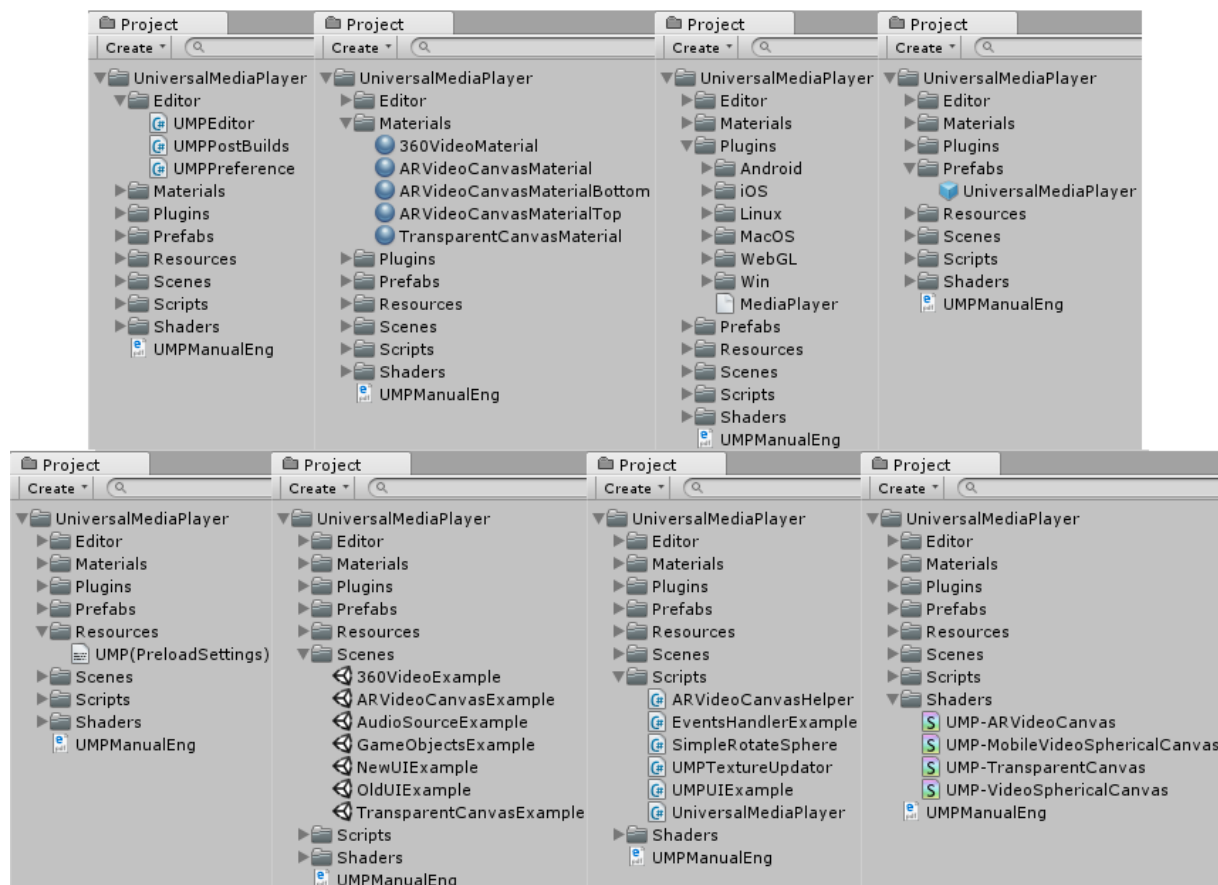 Project
Create
UniversalMediaPlayer
Editor
UMPEditor
UMPPostBuilds
UMPPreference
Materials
Plugins
Prefabs
Resources
Scenes
Scripts
Shaders
UMPManualEng
Project
Create
UniversalMediaPlayer
Editor
Materials
360VideoMaterial
ARVideoCanvasMaterial
ARVideoCanvasMaterialBottom
ARVideoCanvasMaterialTop
TransparentCanvasMaterial
Plugins
Prefabs
Resources
Scenes
Scripts
Shaders
UMPManualEng
Project
Create
UniversalMediaPlayer
Editor
Materials
Plugins
Android
iOS
Linux
MacOS
WebGL
Win
MediaPlayer
Prefabs
Resources
Scenes
Scripts
Shaders
UMPManualEng
Project
Create
UniversalMediaPlayer
Editor
Materials
Plugins
Prefabs
UniversalMediaPlayer
Resources
Scenes
Scripts
Shaders
UMPManualEng
Project
Create
UniversalMediaPlayer
Editor
Materials
Plugins
Prefabs
Resources
UMP(PreloadSettings)
Scenes
Scripts
Shaders
UMPManualEng
Project
Create
UniversalMediaPlayer
Editor
Materials
Plugins
Prefabs
Resources
Scenes
360VideoExample
ARVideoCanvasExample
AudioSourceExample
GameObjectsExample
NewUIExample
OldUIExample
TransparentCanvasExample
Scripts
Shaders
UMPManualEng
Project
Create
UniversalMediaPlayer
Editor
Materials
Plugins
Prefabs
Resources
Scenes
Scripts
ARVideoCanvasHelper
EventsHandlerExample
SimpleRotateSphere
UMPTextureUpdator
UMPUIExample
UniversalMediaPlayer
Shaders
UMPManualEng
Project
Create
UniversalMediaPlayer
Editor
Materials
Plugins
Prefabs
Resources
Scenes
Scripts
Shaders
UMP-ARVideoCanvas
UMP-MobileVideoSphericalCanvas
UMP-TransparentCanvas
UMP-VideoSphericalCanvas
UMPManualEng